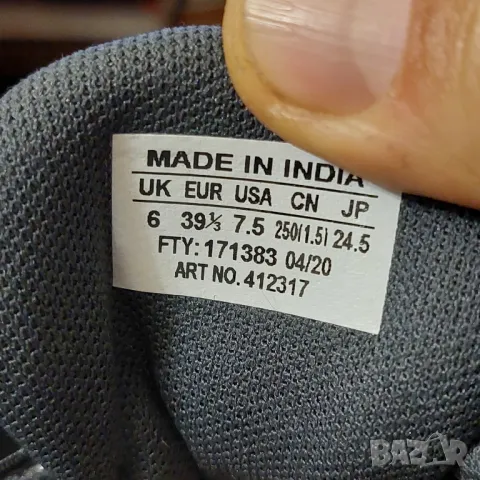 MADE IN INDIA
UK EUR USA CN JP
6 39⅓ 7.5 250(1.5) 24.5
FTY: 171383 04/20
ART NO. 412317
BAZAR